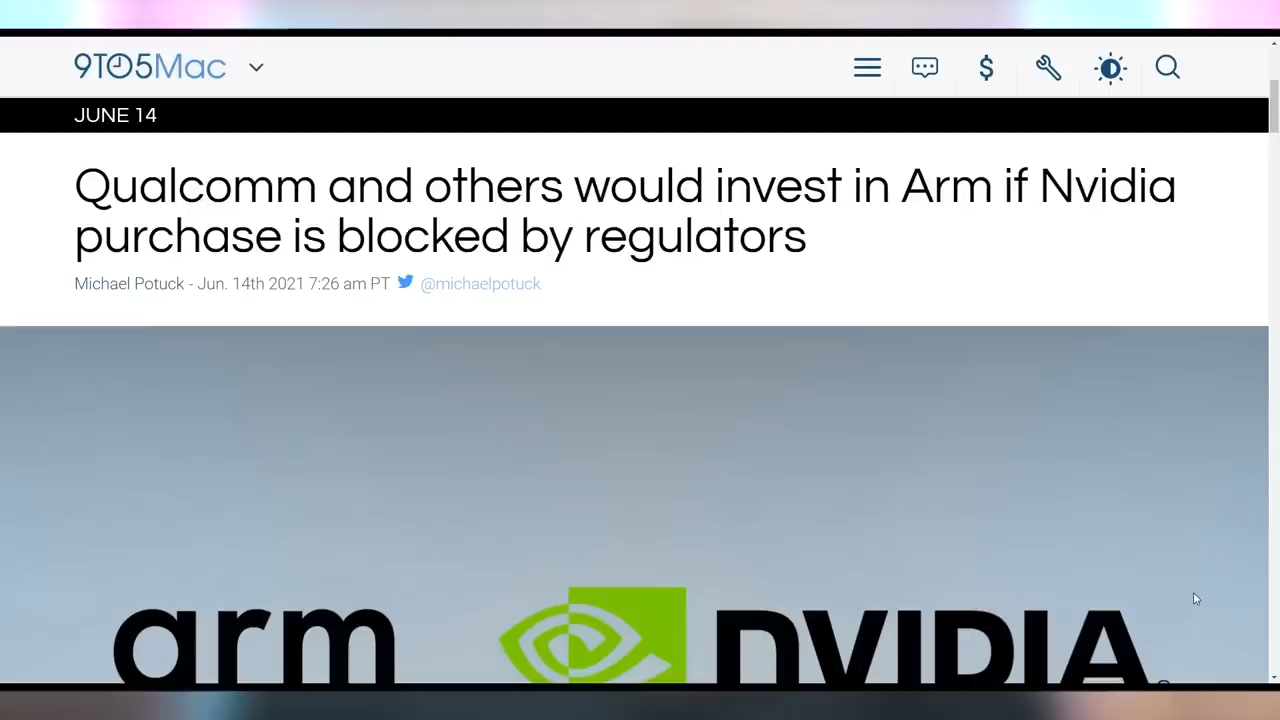 9TO5Mac
JUNE 14
Qualcomm and others would invest in Arm if Nvidia
purchase is blocked by regulators
Michael Potuck - Jun. 14th 2021 7:26 am PT @michaelpotuck
arm NVIDIA